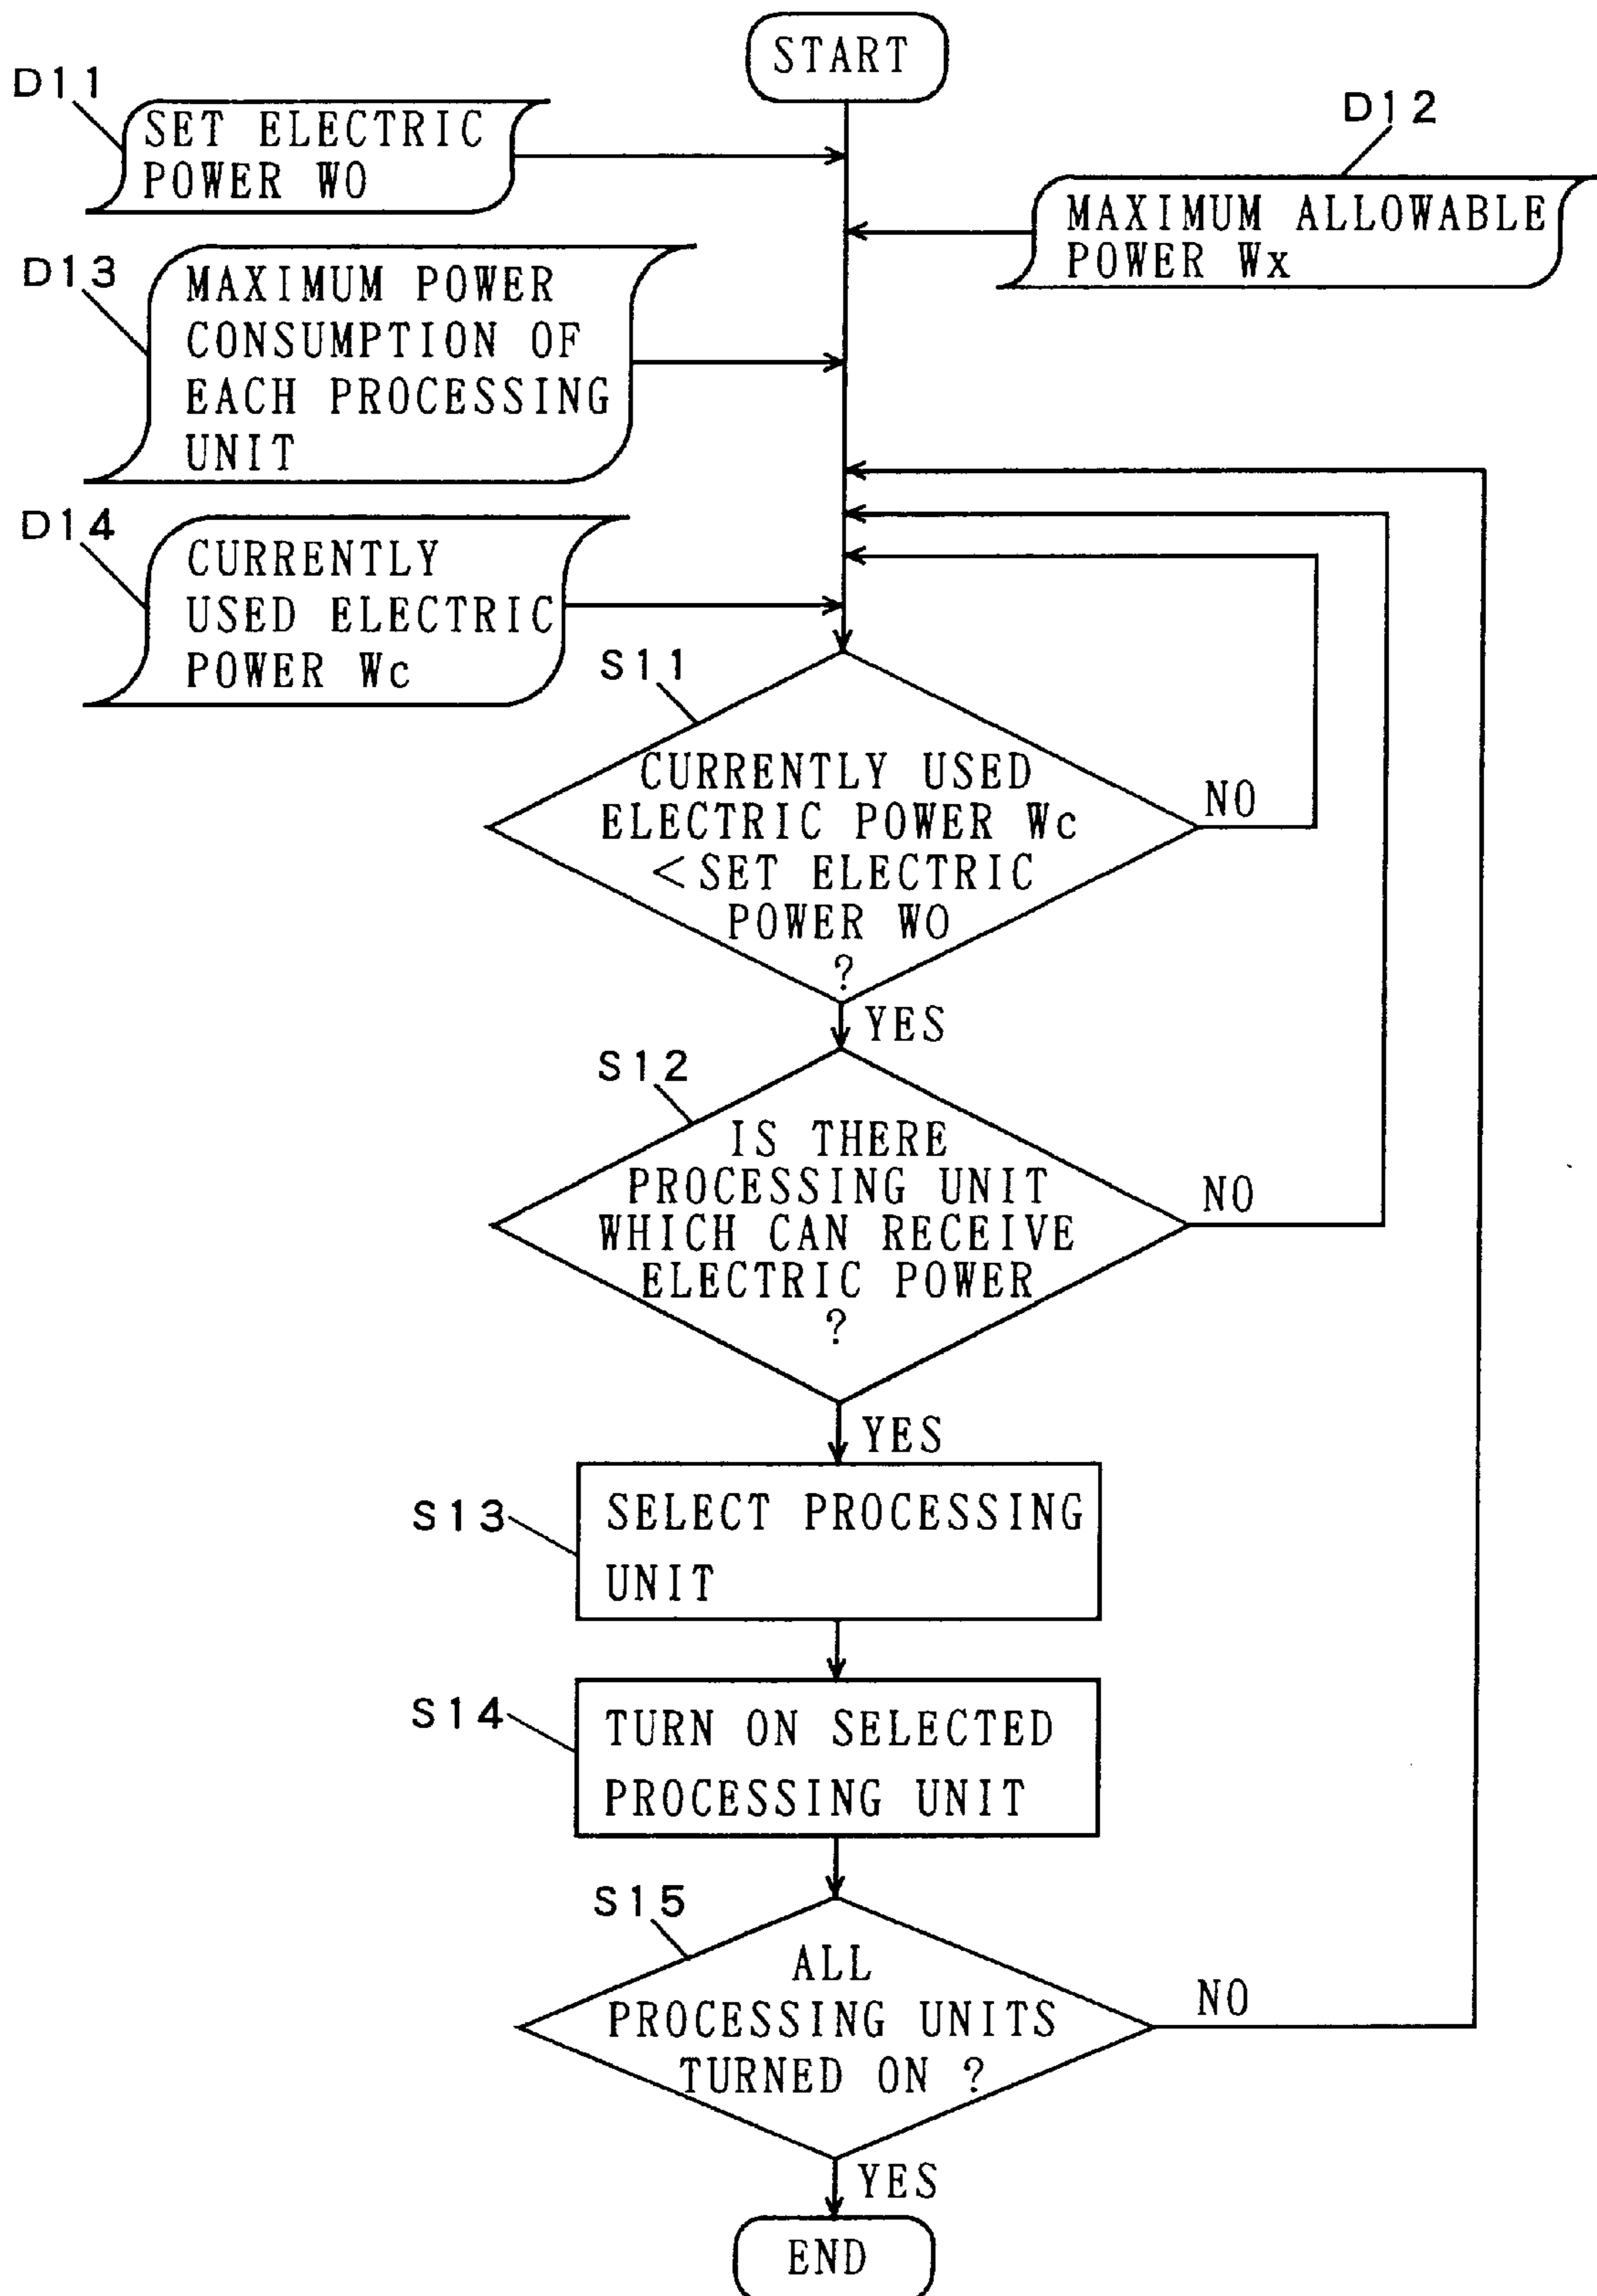 START
D11
SET ELECTRIC
POWER WO
D12
MAXIMUM ALLOWABLE
POWER Wx
D13
MAXIMUM POWER
CONSUMPTION OF
EACH PROCESSING
UNIT
D14
CURRENTLY
USED ELECTRIC
POWER Wc
S11
CURRENTLY USED
ELECTRIC POWER Wc
<SET ELECTRIC
POWER WO
?
NO
YES
S12
IS THERE
PROCESSING UNIT
WHICH CAN RECEIVE
ELECTRIC POWER
?
NO
YES
S13
SELECT PROCESSING
UNIT
S14
TURN ON SELECTED
PROCESSING UNIT
S15
ALL
PROCESSING UNITS
TURNED ON ?
NO
YES
END